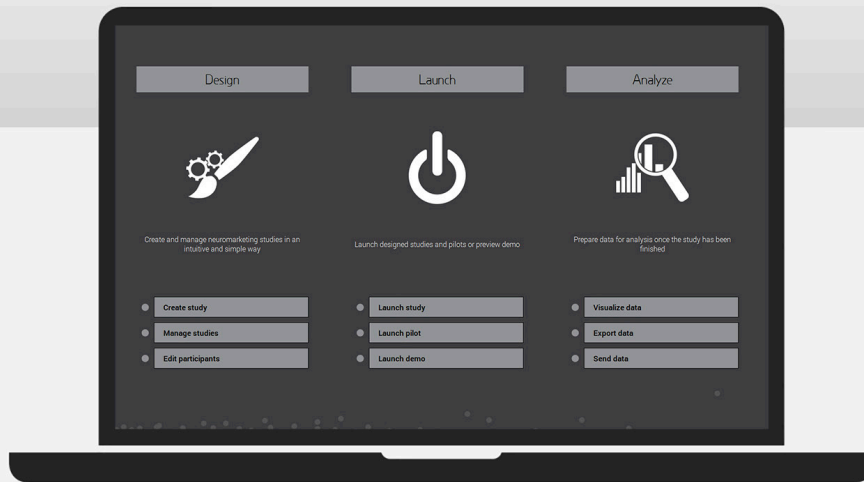 Design
Launch
Analyze
Create and manage neuromarketing studies in an
intuitive and simple way
Launch designed studies and pilots or preview demo
Prepare data for analysis once the study has been
finished
Create study
Manage studies
Edit participants
Launch study
Launch pilot
Launch demo
Visualize data
Export data
Send data